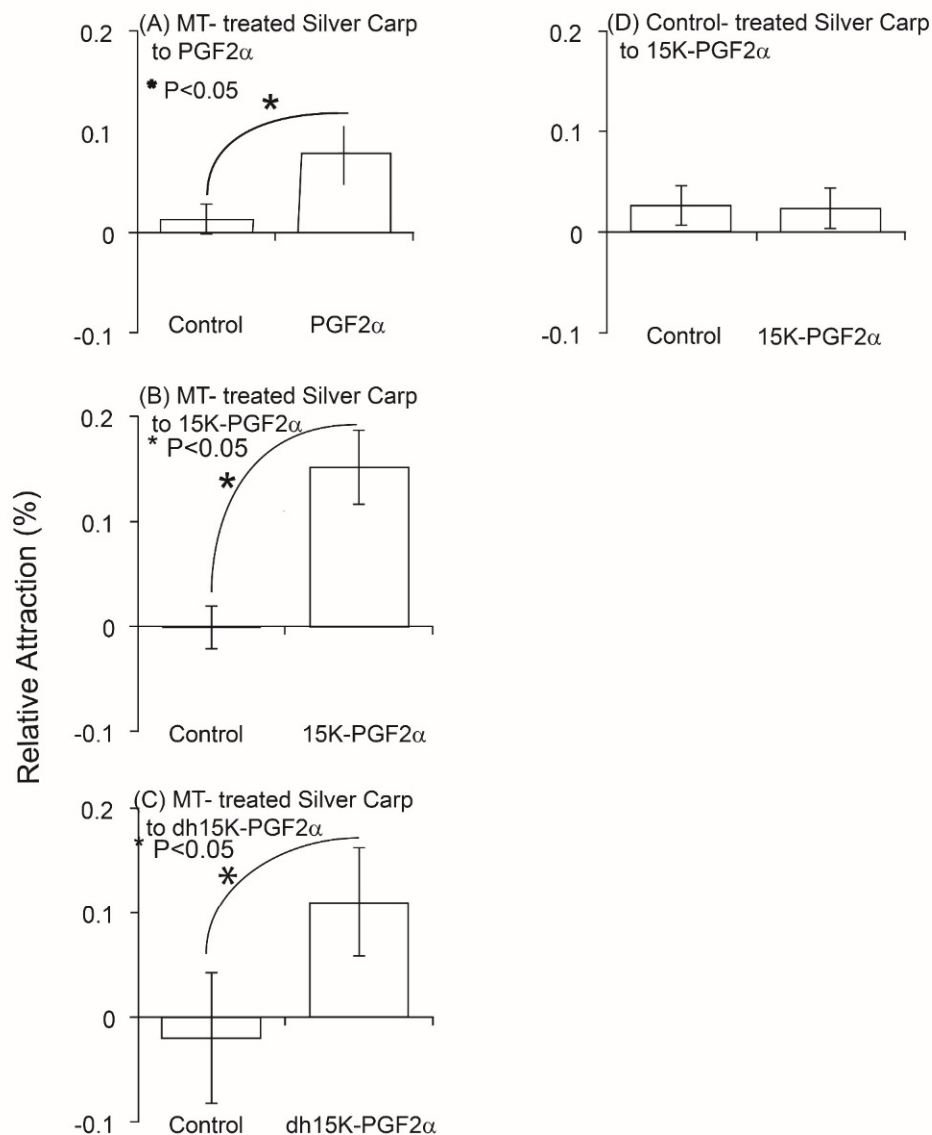 (A) MT- treated Silver Carp
to PGF2α
* P<0.05
*
0.2
0.1
0
-0.1
Control PGF2α
(D) Control- treated Silver Carp
to 15K-PGF2α
0.2
0.1
0
-0.1
Control 15K-PGF2α
(B) MT- treated Silver Carp
to 15K-PGF2α
* P<0.05
*
0.2
0.1
0
-0.1
Control 15K-PGF2α
Relative Attraction (%)
(C) MT- treated Silver Carp
to dh15K-PGF2α
* P<0.05
*
0.2
0.1
0
-0.1
Control dh15K-PGF2α